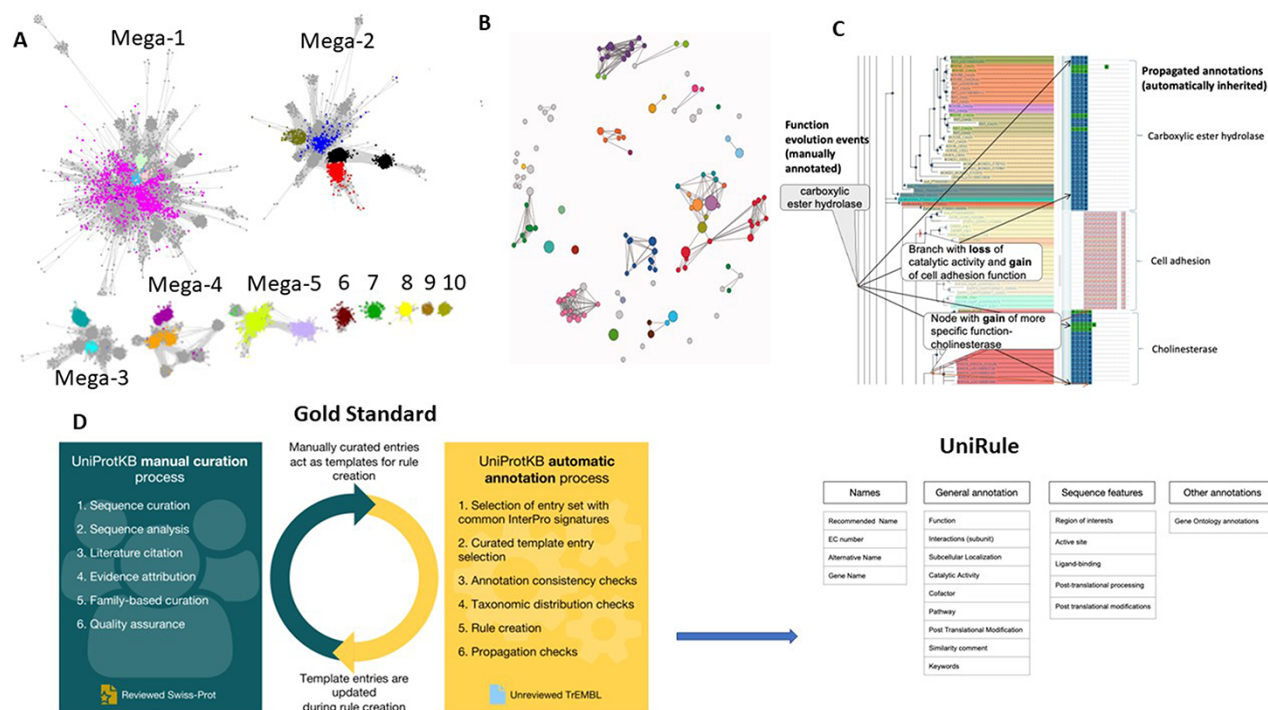 A
Mega-1
Mega-2
Mega-4
Mega-5
6
7
8
9
10
Mega-3
B
C
Function
evolution events
(manually
annotated)
carboxylic
ester hydrolase
Branch with loss of
catalytic activity and gain
of cell adhesion function
Node with gain of more
specific function-
cholinesterase
Propagated annotations
(automatically inherited)
Carboxylic ester hydrolase
Cell adhesion
Cholinesterase
D
Gold Standard
UniProtKB manual curation
process
1. Sequence curation
2. Sequence analysis
3. Literature citation
4. Evidence attribution
5. Family-based curation
6. Quality assurance
Reviewed Swiss-Prot
Manually curated entries
act as templates for rule
creation
Template entries are
updated
during rule creation
UniProtKB automatic
annotation process
1. Selection of entry set with
common InterPro signatures
2. Curated template entry
selection
3. Annotation consistency checks
4. Taxonomic distribution checks
5. Rule creation
6. Propagation checks
Unreviewed TrEMBL
UniRule
Names
Recommended Name
EC number
Alternative Name
Gene Name
General annotation
Function
Interactions (subunit)
Subcellular Localization
Catalytic Activity
Cofactor
Pathway
Post Translational Modification
Similarity comment
Keywords
Sequence features
Region of interests
Active site
Ligand-binding
Post-translational processing
Post translational modifications
Other annotations
Gene Ontology annotations